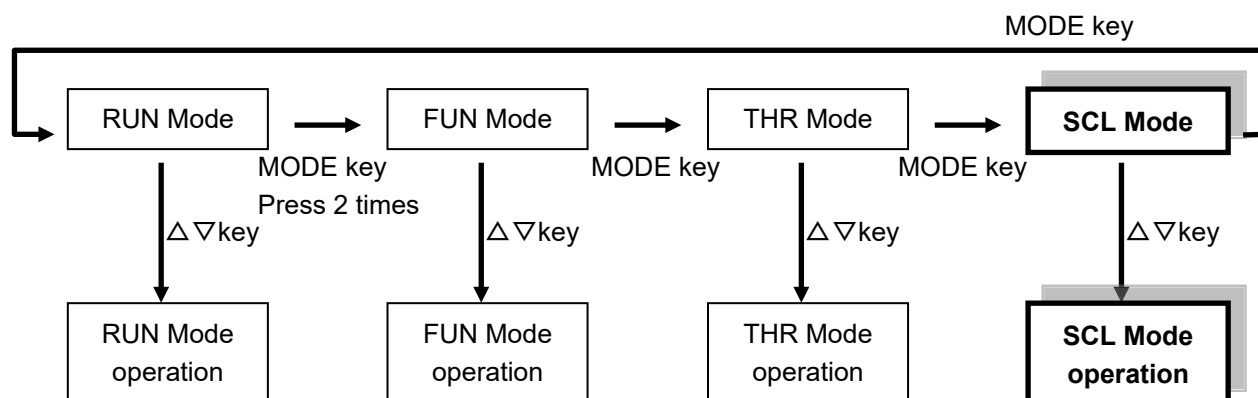 MODE key
RUN Mode
FUN Mode
THR Mode
SCL Mode
MODE key
Press 2 times
MODE key
MODE key
△▽key
△▽key
△▽key
△▽key
RUN Mode
operation
FUN Mode
operation
THR Mode
operation
SCL Mode
operation